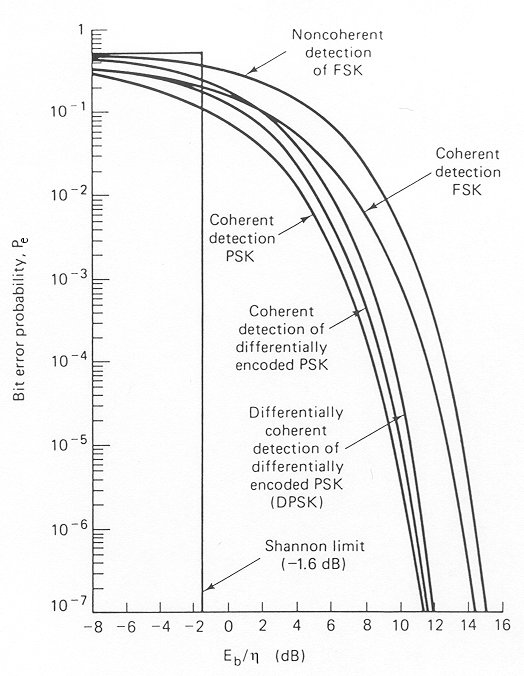 Noncoherent
detection
of FSK
Coherent
detection
FSK
Coherent
detection
PSK
Coherent
detection of
differentially
encoded PSK
Differentially
coherent
detection of
differentially
encoded PSK
(DPSK)
Shannon limit
(−1.6 dB)
Bit error probability, Pe
1
10⁻¹
10⁻²
10⁻³
10⁻⁴
10⁻⁵
10⁻⁶
10⁻⁷
-8 -6 -4 -2 0 2 4 6 8 10 12 14 16
Eb/η (dB)